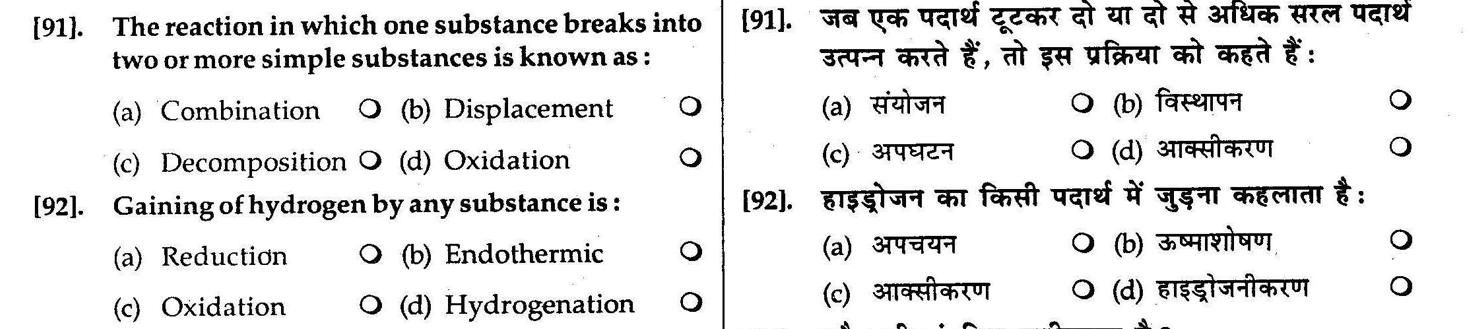 [91]. The reaction in which one substance breaks into
two or more simple substances is known as :
(a) Combination O (b) Displacement O
(c) Decomposition O (d) Oxidation O
[92]. Gaining of hydrogen by any substance is :
(a) Reduction O (b) Endothermic O
(c) Oxidation O (d) Hydrogenation O
[91]. जब एक पदार्थ टूटकर दो या दो से अधिक सरल पदार्थ
उत्पन्न करते हैं, तो इस प्रक्रिया को कहते हैं :
(a) संयोजन O (b) विस्थापन O
(c) अपघटन O (d) आक्सीकरण O
[92]. हाइड्रोजन का किसी पदार्थ में जुड़ना कहलाता है :
(a) अपचयन O (b) ऊष्माशोषण O
(c) आक्सीकरण O (d) हाइड्रोजनीकरण O